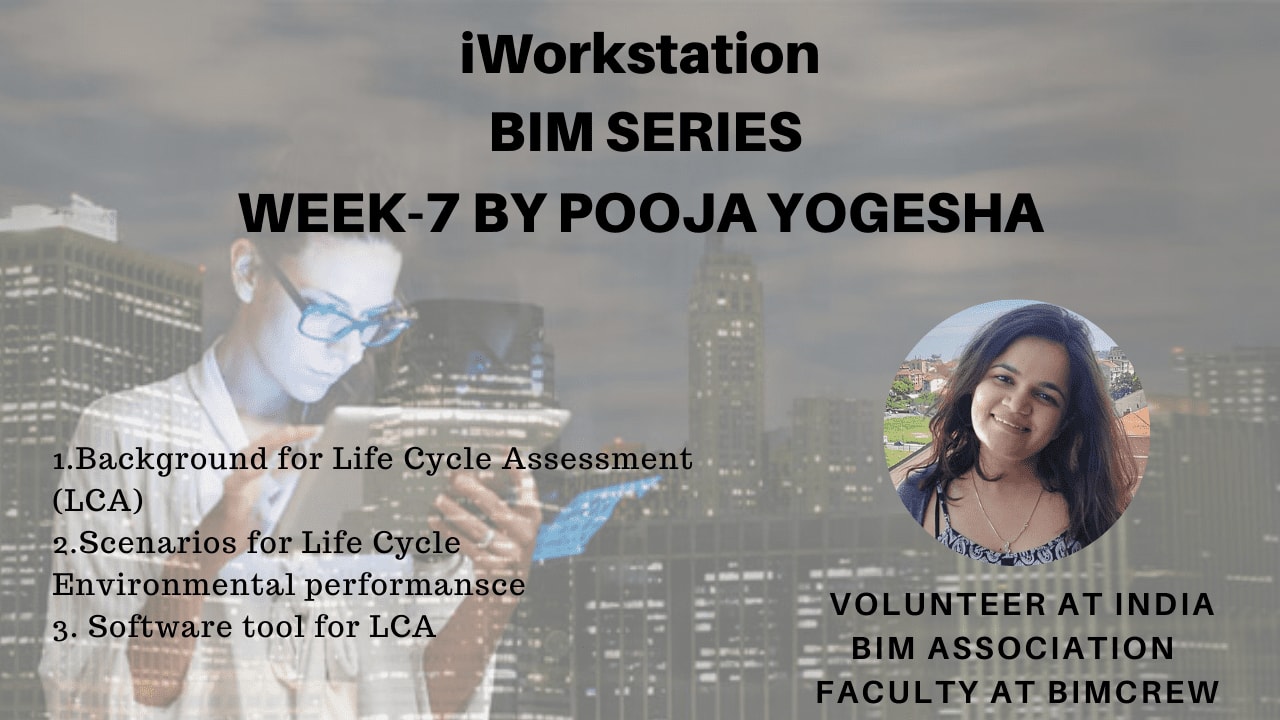 iWorkstation
BIM SERIES
WEEK-7 BY POOJA YOGESHA
1.Background for Life Cycle Assessment
(LCA)
2.Scenarios for Life Cycle
Environmental performansce
3. Software tool for LCA
VOLUNTEER AT INDIA
BIM ASSOCIATION
FACULTY AT BIMCREW